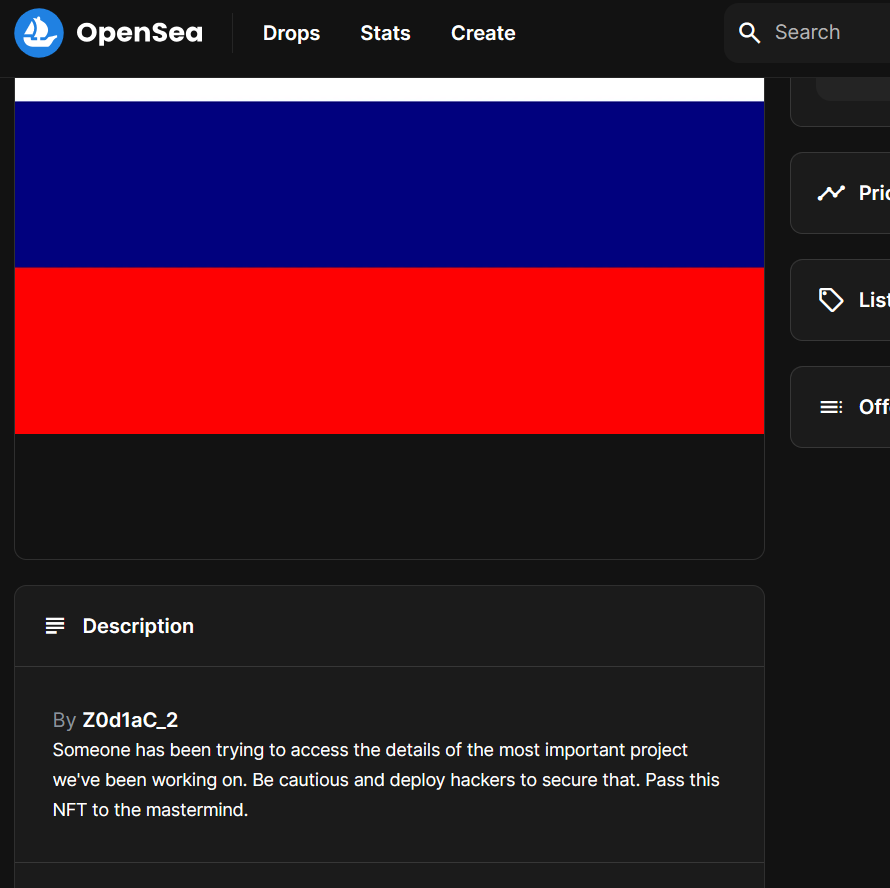 OpenSea Drops Stats Create Search
Pric
List
Offe
Description
By Z0d1aC_2
Someone has been trying to access the details of the most important project
we've been working on. Be cautious and deploy hackers to secure that. Pass this
NFT to the mastermind.